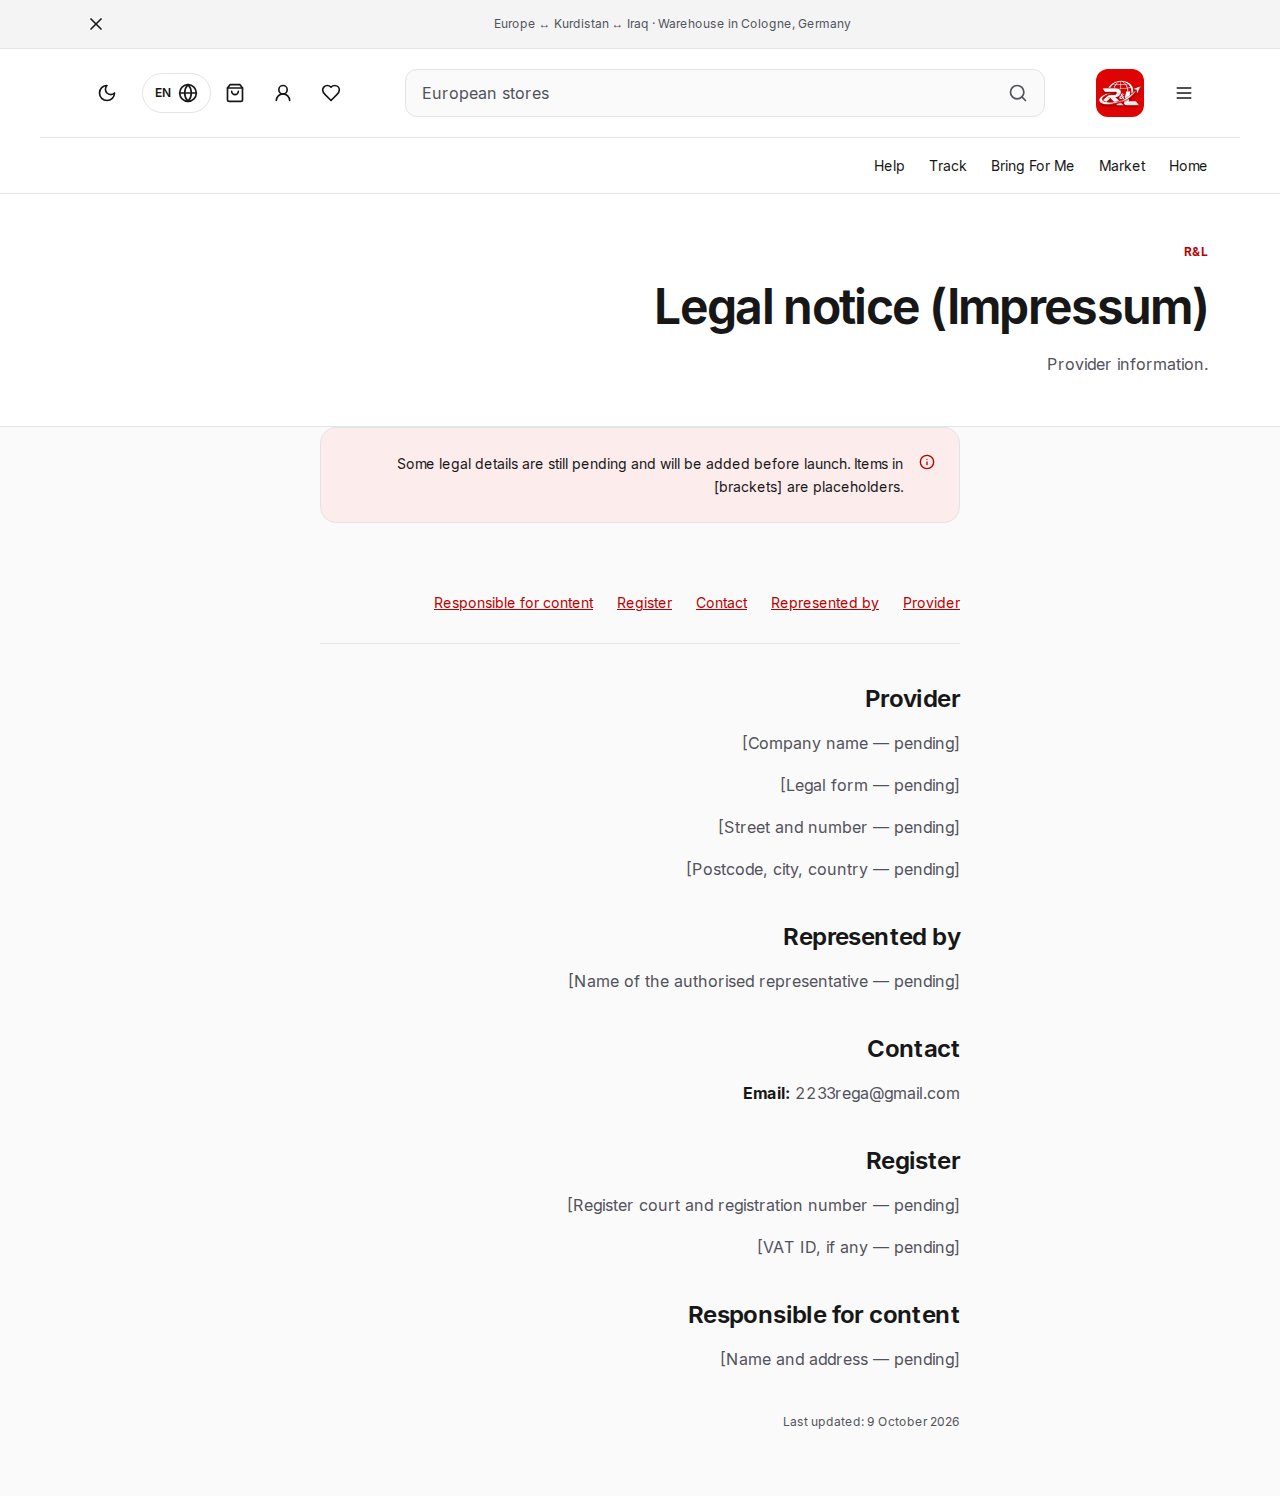 Europe ↔ Kurdistan ↔ Iraq · Warehouse in Cologne, Germany
EN
European stores
R&L
Help Track Bring For Me Market Home
R&L
Legal notice (Impressum)
Provider information.
Some legal details are still pending and will be added before launch. Items in
[brackets] are placeholders.
Responsible for content Register Contact Represented by Provider
Provider
[Company name — pending]
[Legal form — pending]
[Street and number — pending]
[Postcode, city, country — pending]
Represented by
[Name of the authorised representative — pending]
Contact
Email: 2233rega@gmail.com
Register
[Register court and registration number — pending]
[VAT ID, if any — pending]
Responsible for content
[Name and address — pending]
Last updated: 9 October 2026